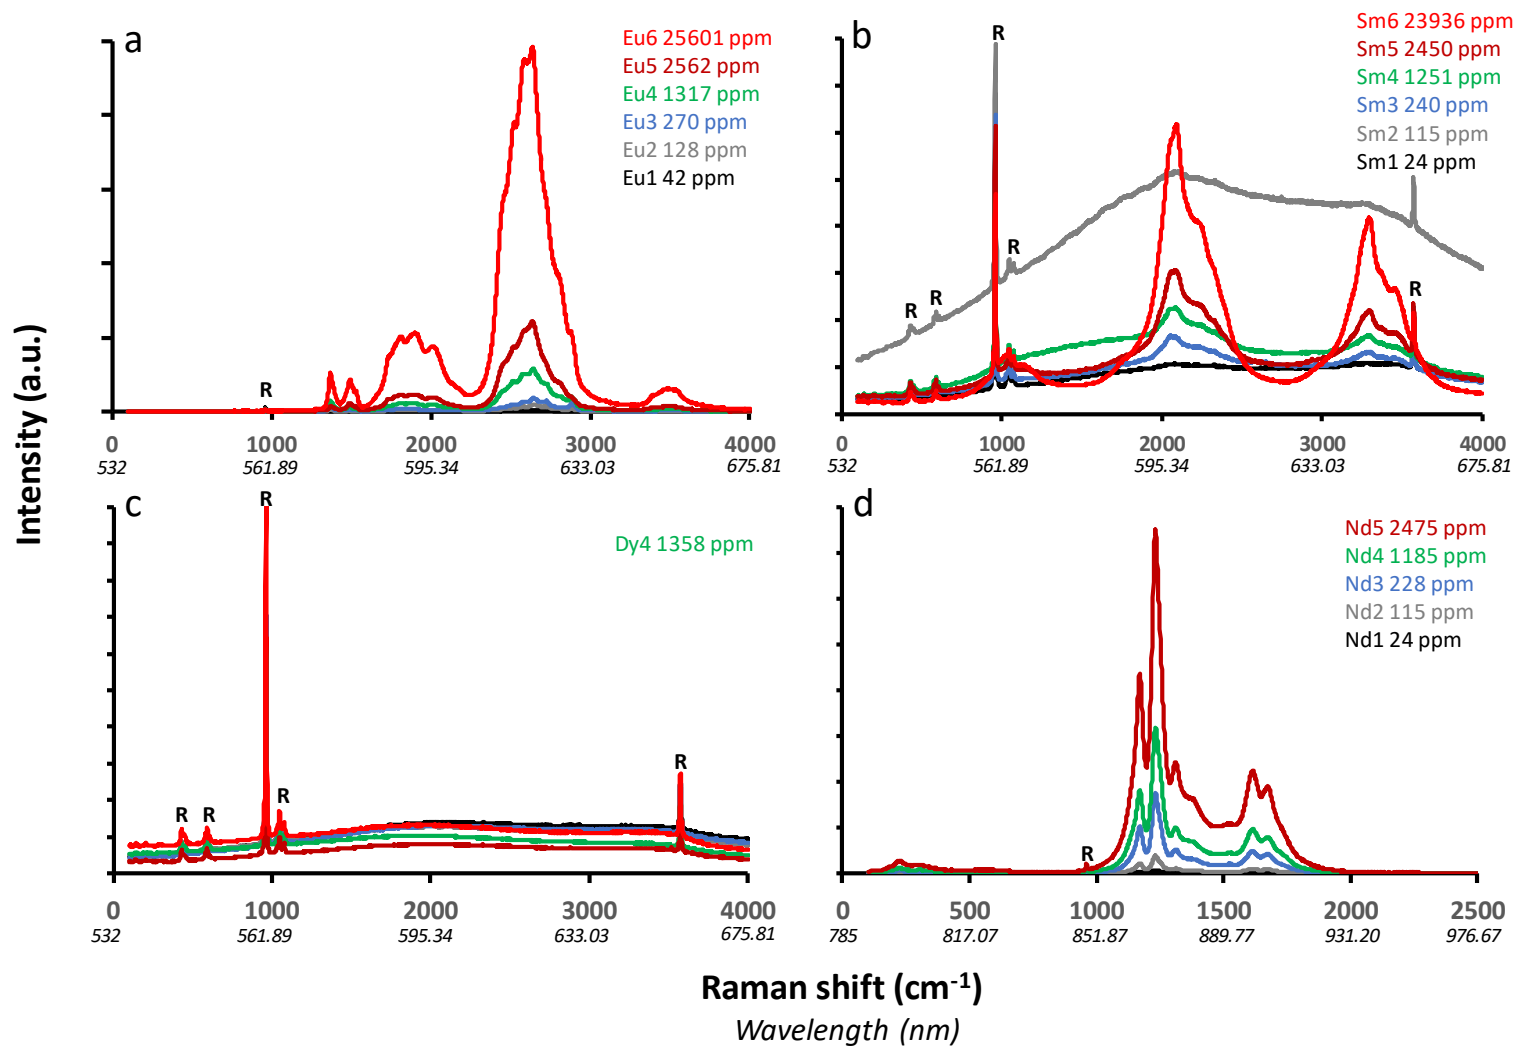 a
Eu6 25601 ppm
Eu5 2562 ppm
Eu4 1317 ppm
Eu3 270 ppm
Eu2 128 ppm
Eu1 42 ppm
R
0 1000 2000 3000 4000
532 561.89 595.34 633.03 675.81
b
Sm6 23936 ppm
Sm5 2450 ppm
Sm4 1251 ppm
Sm3 240 ppm
Sm2 115 ppm
Sm1 24 ppm
R
R
R R
R
0 1000 2000 3000 4000
532 561.89 595.34 633.03 675.81
c
Dy4 1358 ppm
R
R
R
R R
0 1000 2000 3000 4000
532 561.89 595.34 633.03 675.81
d
Nd5 2475 ppm
Nd4 1185 ppm
Nd3 228 ppm
Nd2 115 ppm
Nd1 24 ppm
R
0 500 1000 1500 2000 2500
785 817.07 851.87 889.77 931.20 976.67
Intensity (a.u.)
Raman shift (cm⁻¹)
Wavelength (nm)